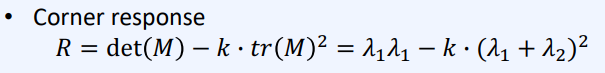 • Corner response
R = det(M) − k · tr(M)² = λ₁λ₁ − k · (λ₁ + λ₂)²